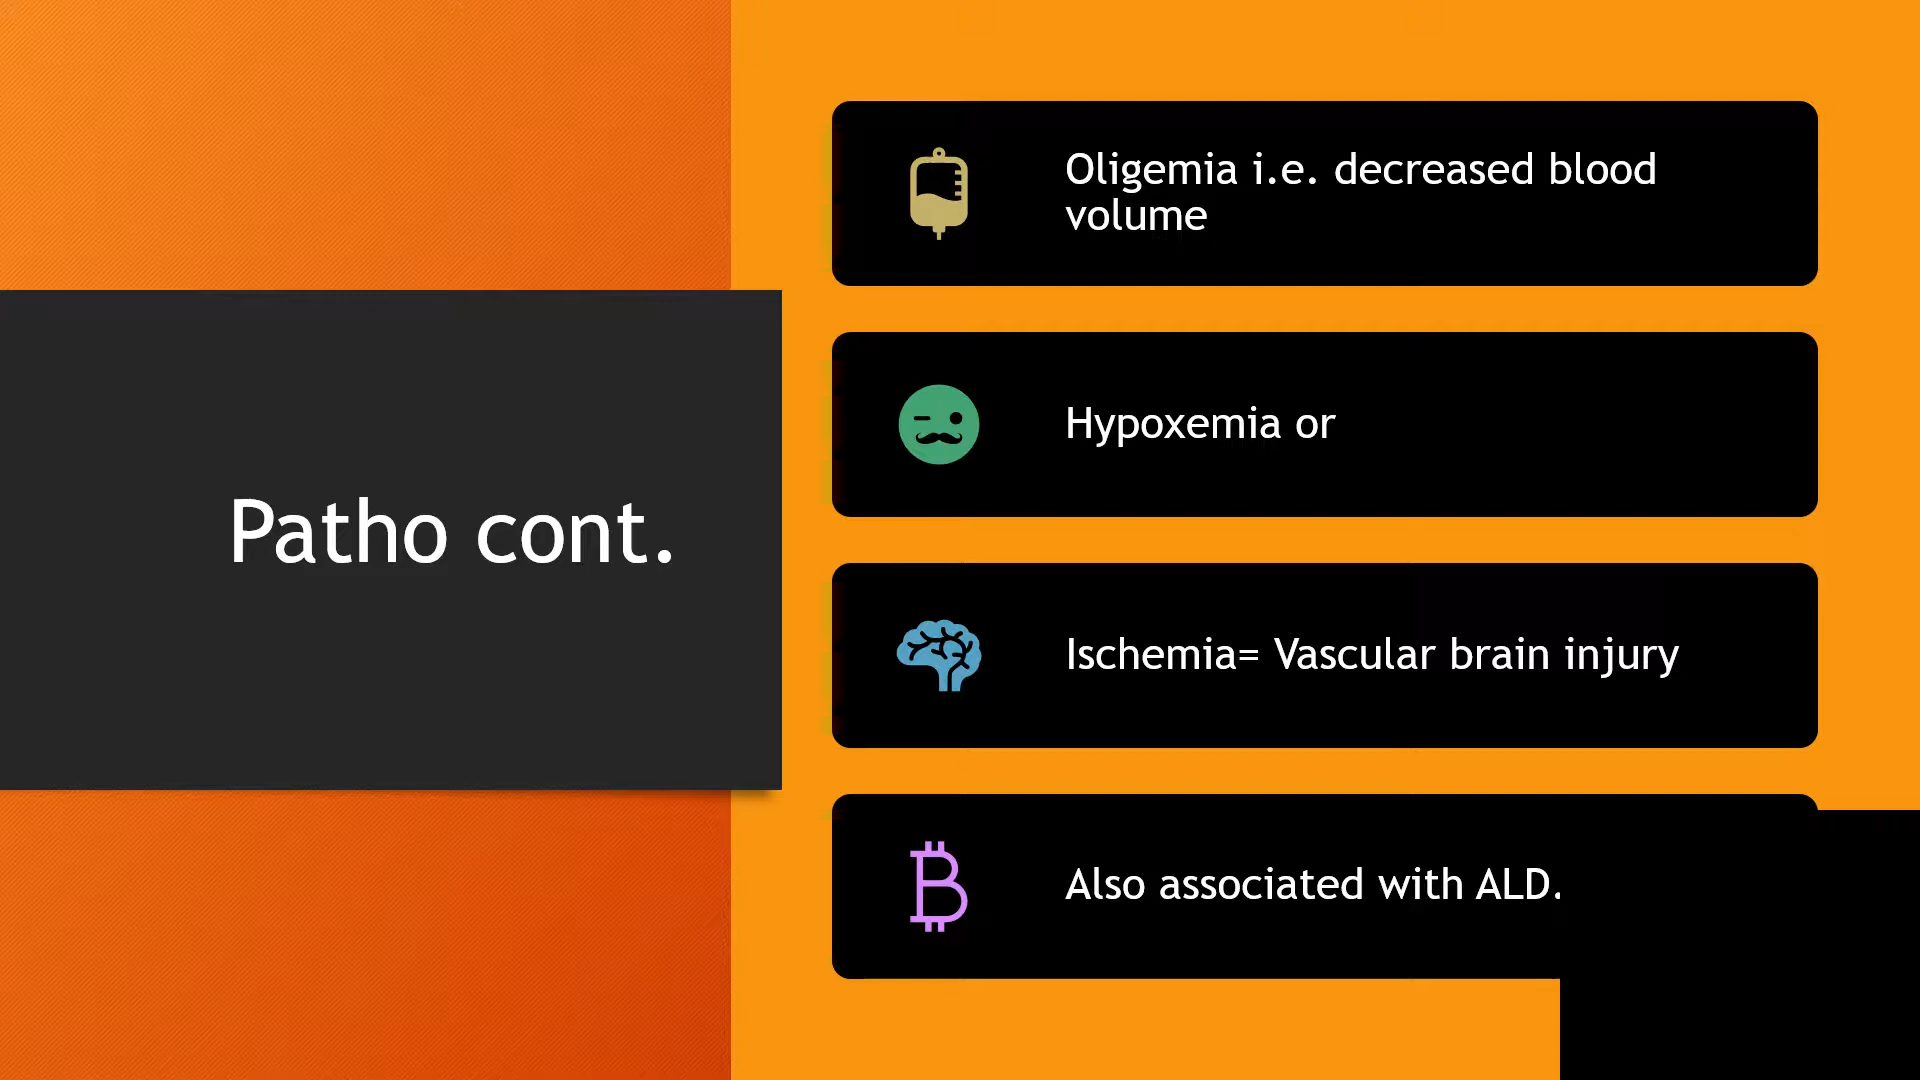 Patho cont.
Oligemia i.e. decreased blood
volume
Hypoxemia or
Ischemia= Vascular brain injury
Also associated with ALD.